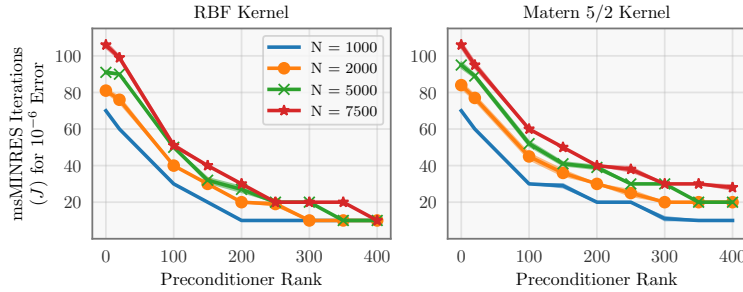 RBF Kernel
Matern 5/2 Kernel
msMINRES Iterations
(J) for 10⁻⁶ Error
100
80
60
40
20
N = 1000
N = 2000
N = 5000
N = 7500
0
100
200
300
400
Preconditioner Rank
100
80
60
40
20
0
100
200
300
400
Preconditioner Rank